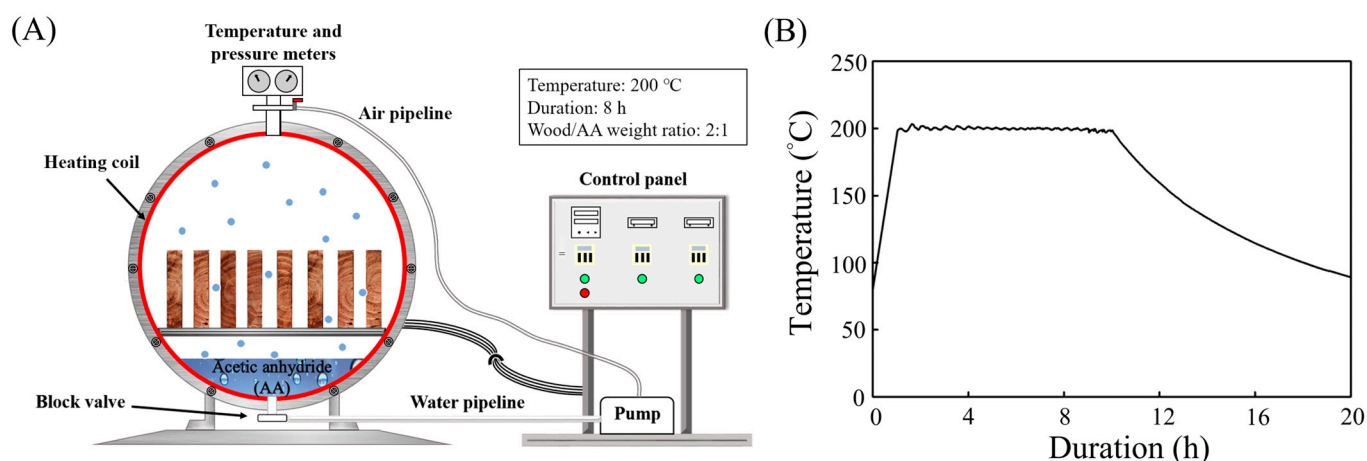 (A)
Temperature and
pressure meters
Air pipeline
Heating coil
Temperature: 200 °C
Duration: 8 h
Wood/AA weight ratio: 2:1
Control panel
=
Acetic anhydride
(AA)
Block valve
Water pipeline
Pump
(B)
Temperature (°C)
250
200
150
100
50
0
0 4 8 12 16 20
Duration (h)